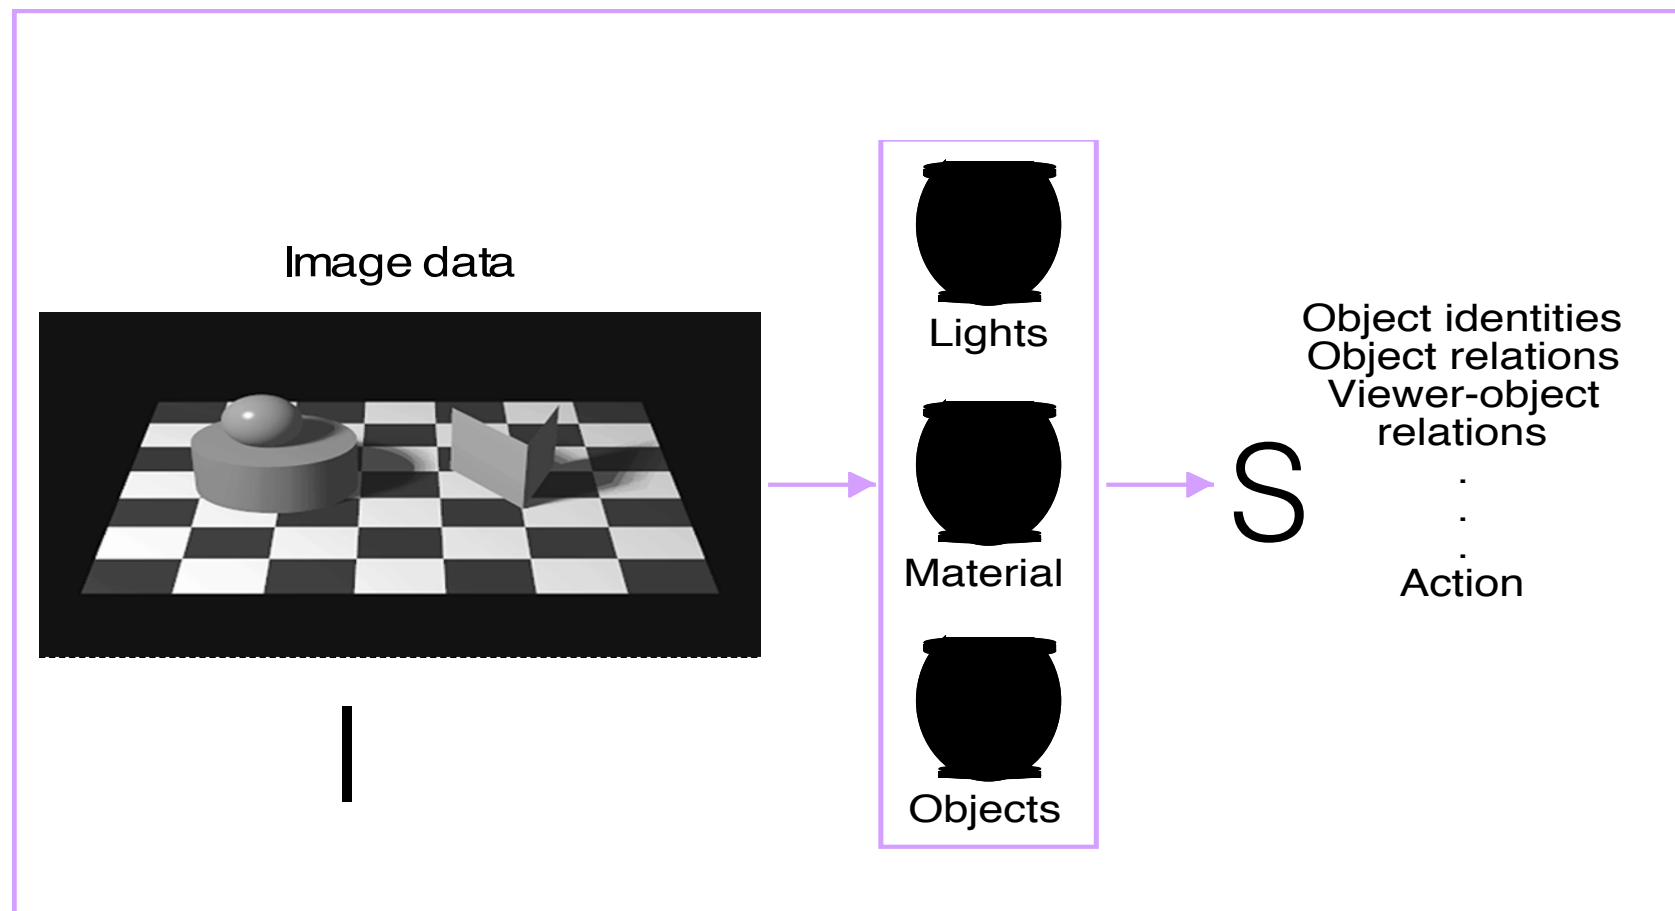 Image data
I
Lights
Material
Objects
S
Object identities
Object relations
Viewer-object
relations
.
.
.
Action